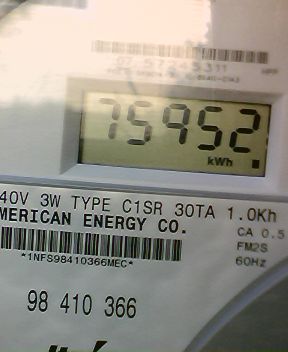 75952
kWh
40V 3W TYPE C1SR 30TA 1.0Kh
MERICAN ENERGY CO.
CA 0.5
FM2S
*1NFS98410366MEC*
60Hz
98 410 366